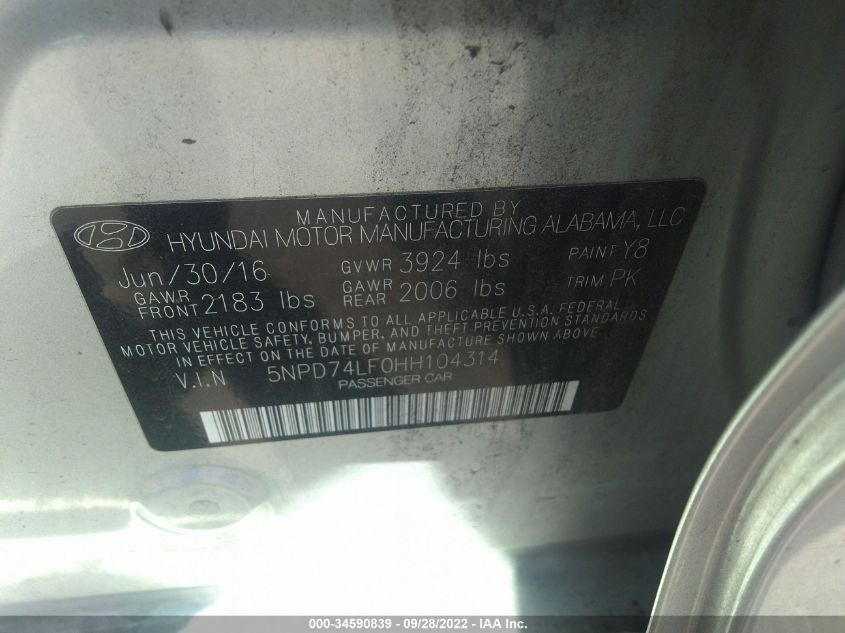 MANUFACTURED BY
HYUNDAI MOTOR MANUFACTURING ALABAMA, LLC
Jun/30/16 GVWR 3924 lbs PAINT Y8
GAWR FRONT 2183 lbs GAWR REAR 2006 lbs TRIM PK
THIS VEHICLE CONFORMS TO ALL APPLICABLE U.S.A. FEDERAL
MOTOR VEHICLE SAFETY, BUMPER, AND THEFT PREVENTION STANDARDS
IN EFFECT ON THE DATE OF MANUFACTURE SHOWN ABOVE.
V.I.N 5NPD74LF0HH104314
PASSENGER CAR
000-34590839 - 09/28/2022 - IAA Inc.